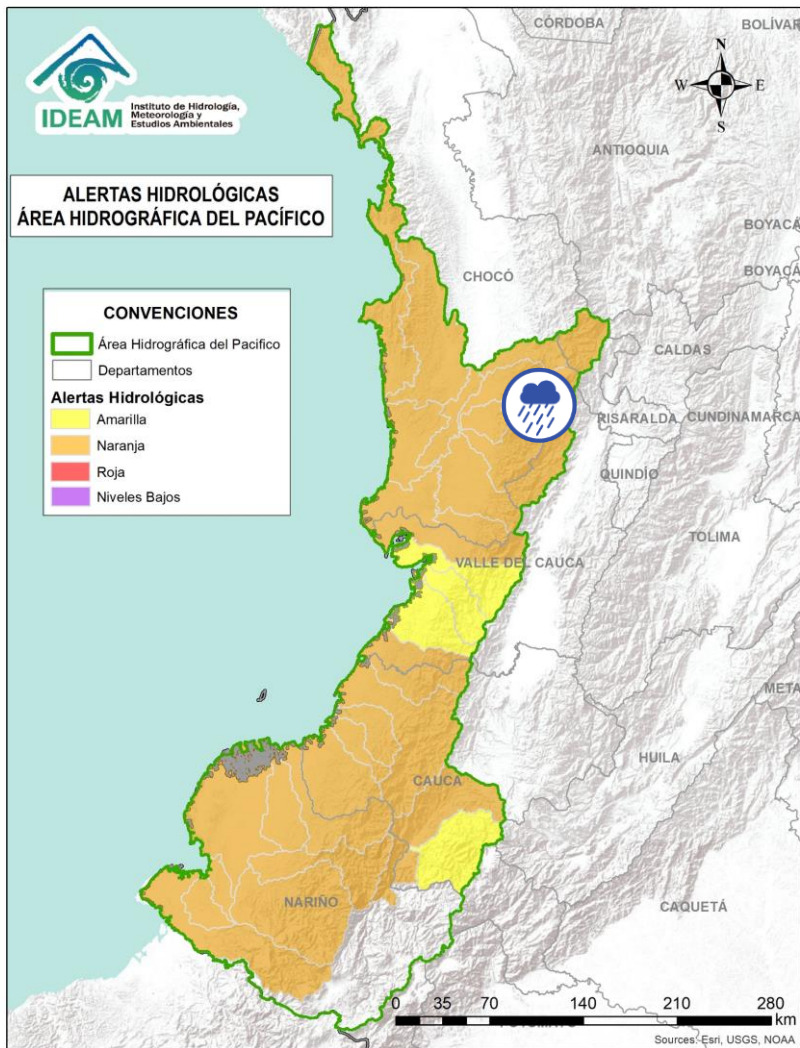 IDEAM
Instituto de Hidrología,
Meteorología y
Estudios Ambientales
ALERTAS HIDROLÓGICAS
ÁREA HIDROGRÁFICA DEL PACÍFICO
CONVENCIONES
Área Hidrográfica del Pacifico
Departamentos
Alertas Hidrológicas
Amarilla
Naranja
Roja
Niveles Bajos
N
W
E
S
CÓRDOBA
BOLÍVAR
ANTIOQUIA
BOYACÁ
BOYACÁ
CHOCÓ
CALDAS
RISARALDA
CUNDINAMARCA
QUINDÍO
TOLIMA
VALLE DEL CAUCA
META
HUILA
CAUCA
NARIÑO
CAQUETÁ
0 35 70 140 210 280
km
Sources: Esri, USGS, NOAA